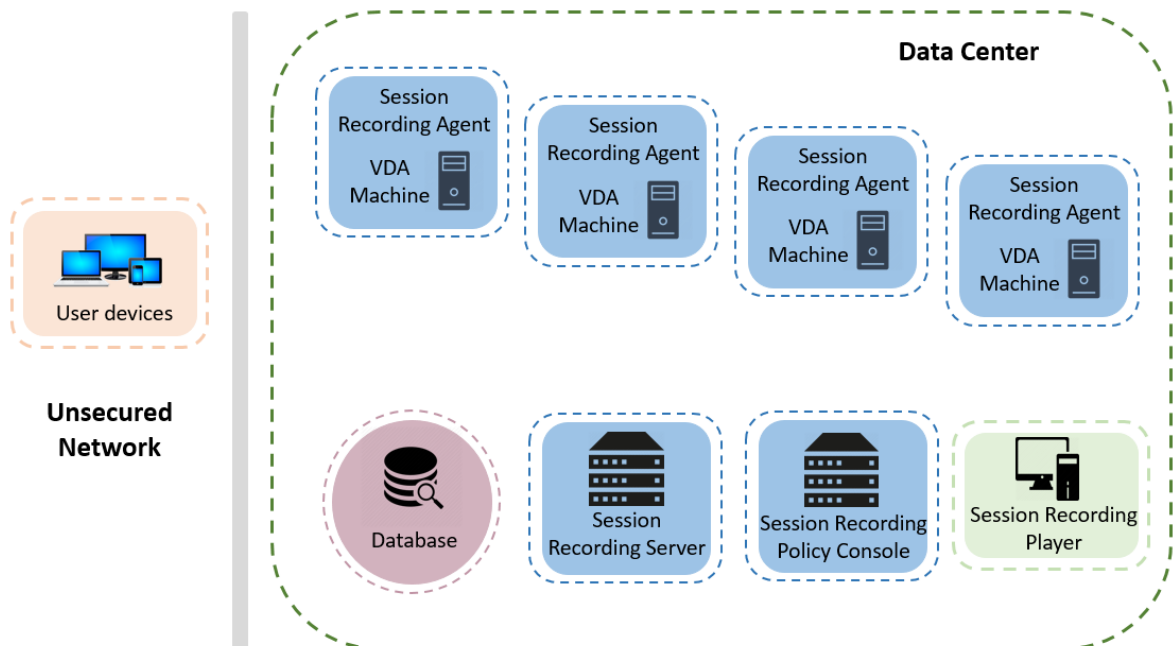 Data Center
Session
Recording Agent
VDA
Machine
Session
Recording Agent
VDA
Machine
Session
Recording Agent
VDA
Machine
Session
Recording Agent
VDA
Machine
User devices
Unsecured
Network
Database
Session
Recording Server
Session Recording
Policy Console
Session Recording
Player